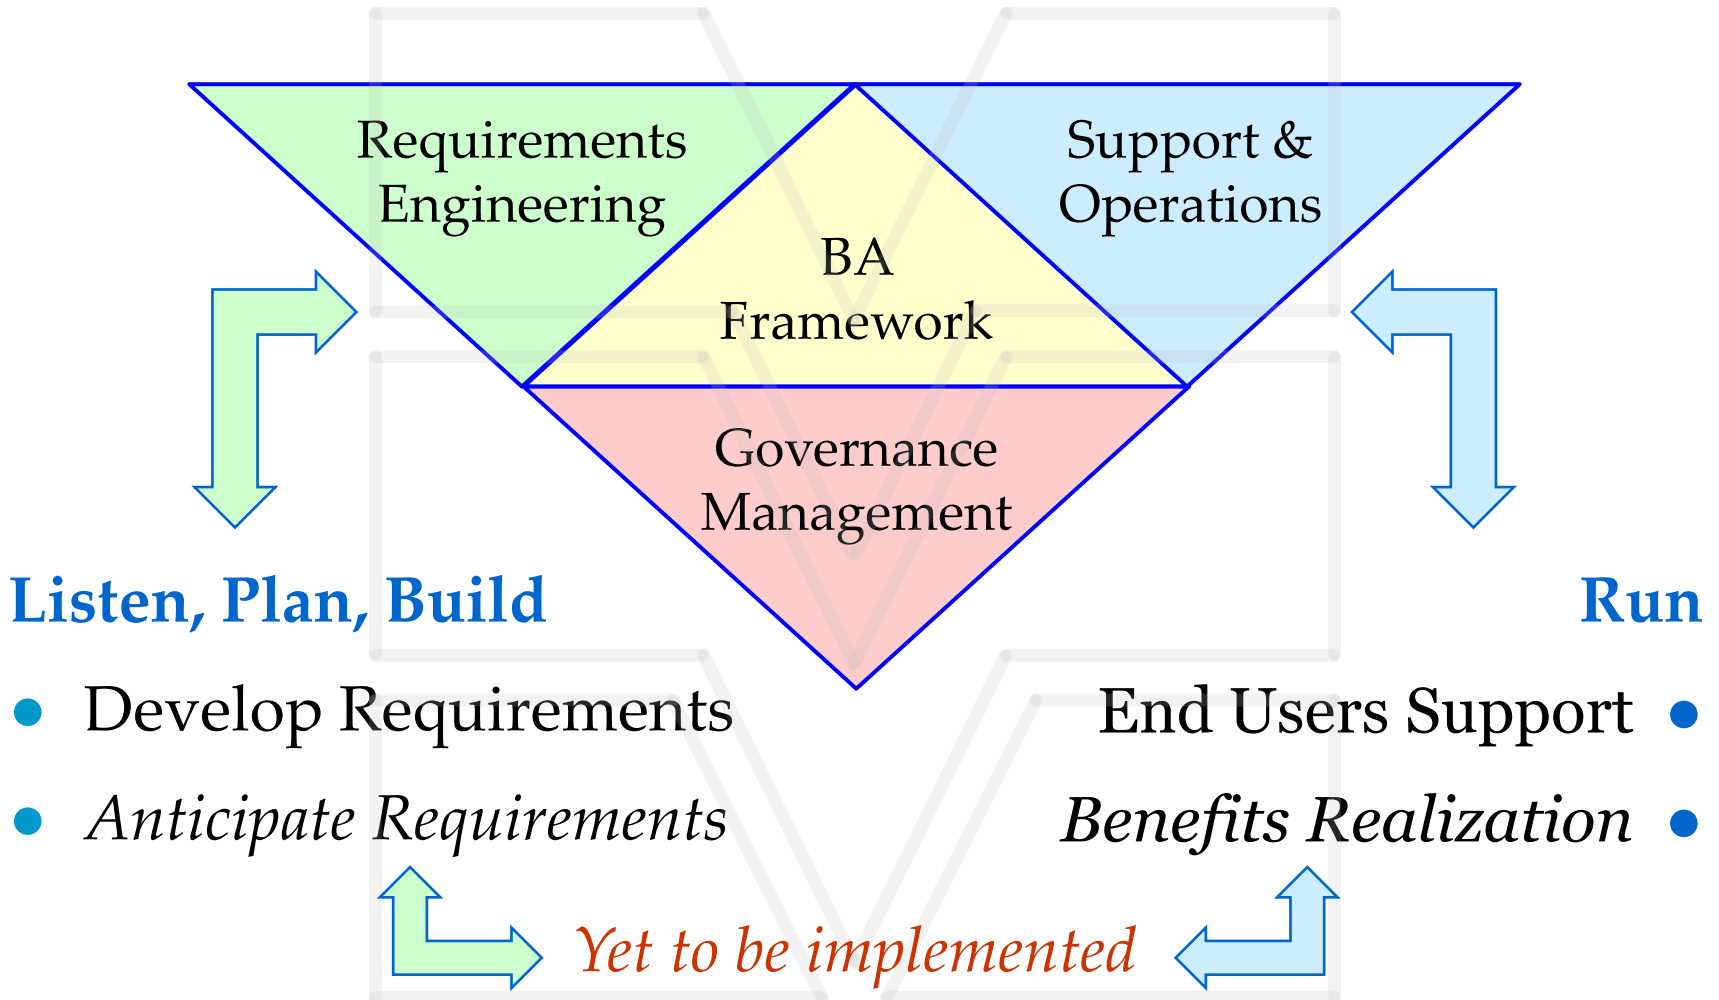 Requirements
Engineering
Support &
Operations
BA
Framework
Governance
Management
Listen, Plan, Build
Run
• Develop Requirements
End Users Support •
• Anticipate Requirements
Benefits Realization •
Yet to be implemented